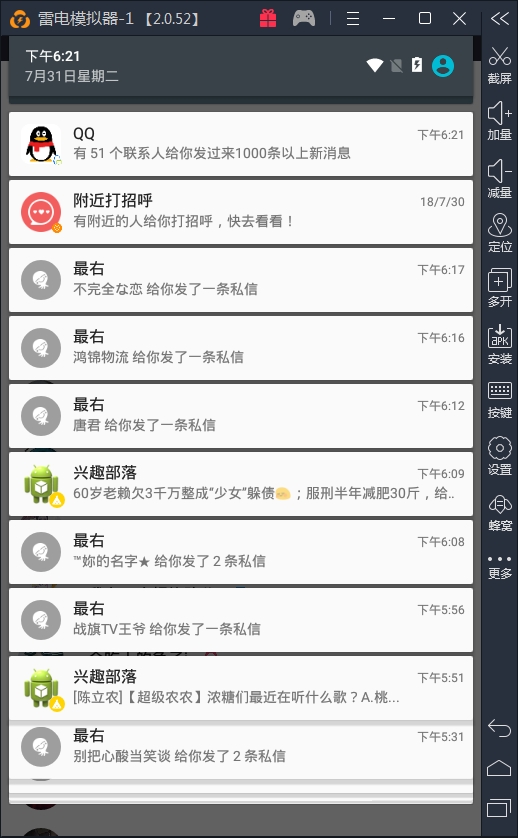 雷电模拟器-1 【2.0.52】
下午6:21
7月31日星期二
QQ 下午6:21
有 51 个联系人给你发过来1000条以上新消息
附近打招呼 18/7/30
有附近的人给你打招呼，快去看看！
最右 下午6:17
不完全な恋 给你发了一条私信
最右 下午6:16
鸿锦物流 给你发了一条私信
最右 下午6:12
唐君 给你发了一条私信
兴趣部落 下午6:09
60岁老赖欠3千万整成“少女”躲债；服刑半年减肥30斤，给..
最右 下午6:08
™妳的名字★ 给你发了 2 条私信
最右 下午5:56
战旗TV王爷 给你发了一条私信
兴趣部落 下午5:51
[陈立农]【超级农农】浓糖们最近在听什么歌？A.桃...
最右 下午5:31
别把心酸当笑谈 给你发了 2 条私信
截屏
加量
减量
定位
多开
APK
安装
按键
设置
蜂窝
更多